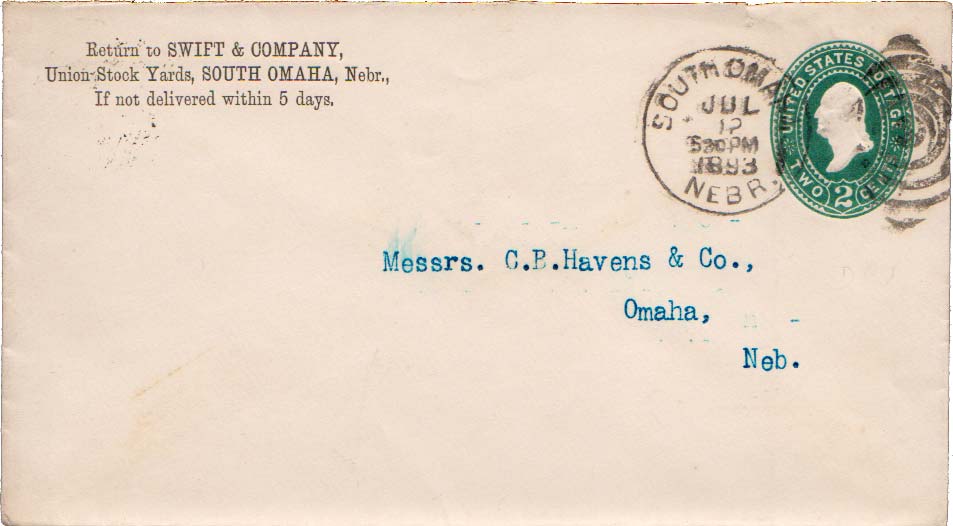 Return to SWIFT & COMPANY,
Union Stock Yards, SOUTH OMAHA, Nebr.,
If not delivered within 5 days.
SOUTH OMA
JUL
12
530PM
1893
NEBR.
UNITED STATES POSTAGE
TWO 2 CENTS
Messrs. C.B.Havens & Co.,
Omaha,
Neb.